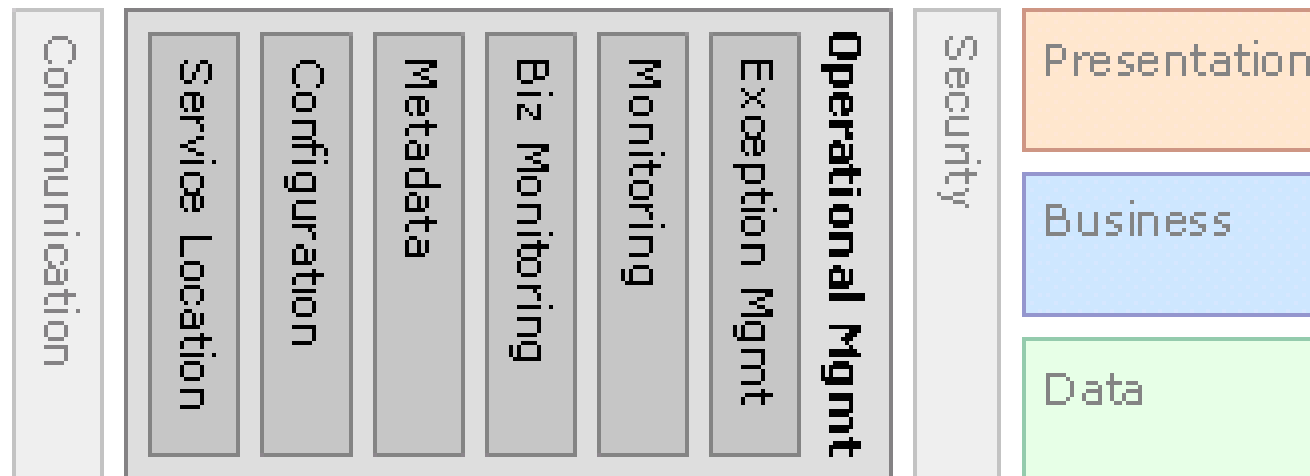 Communication
Service Location
Configuration
Metadata
Biz Monitoring
Monitoring
Exception Mgmt
Operational Mgmt
Security
Presentation
Business
Data